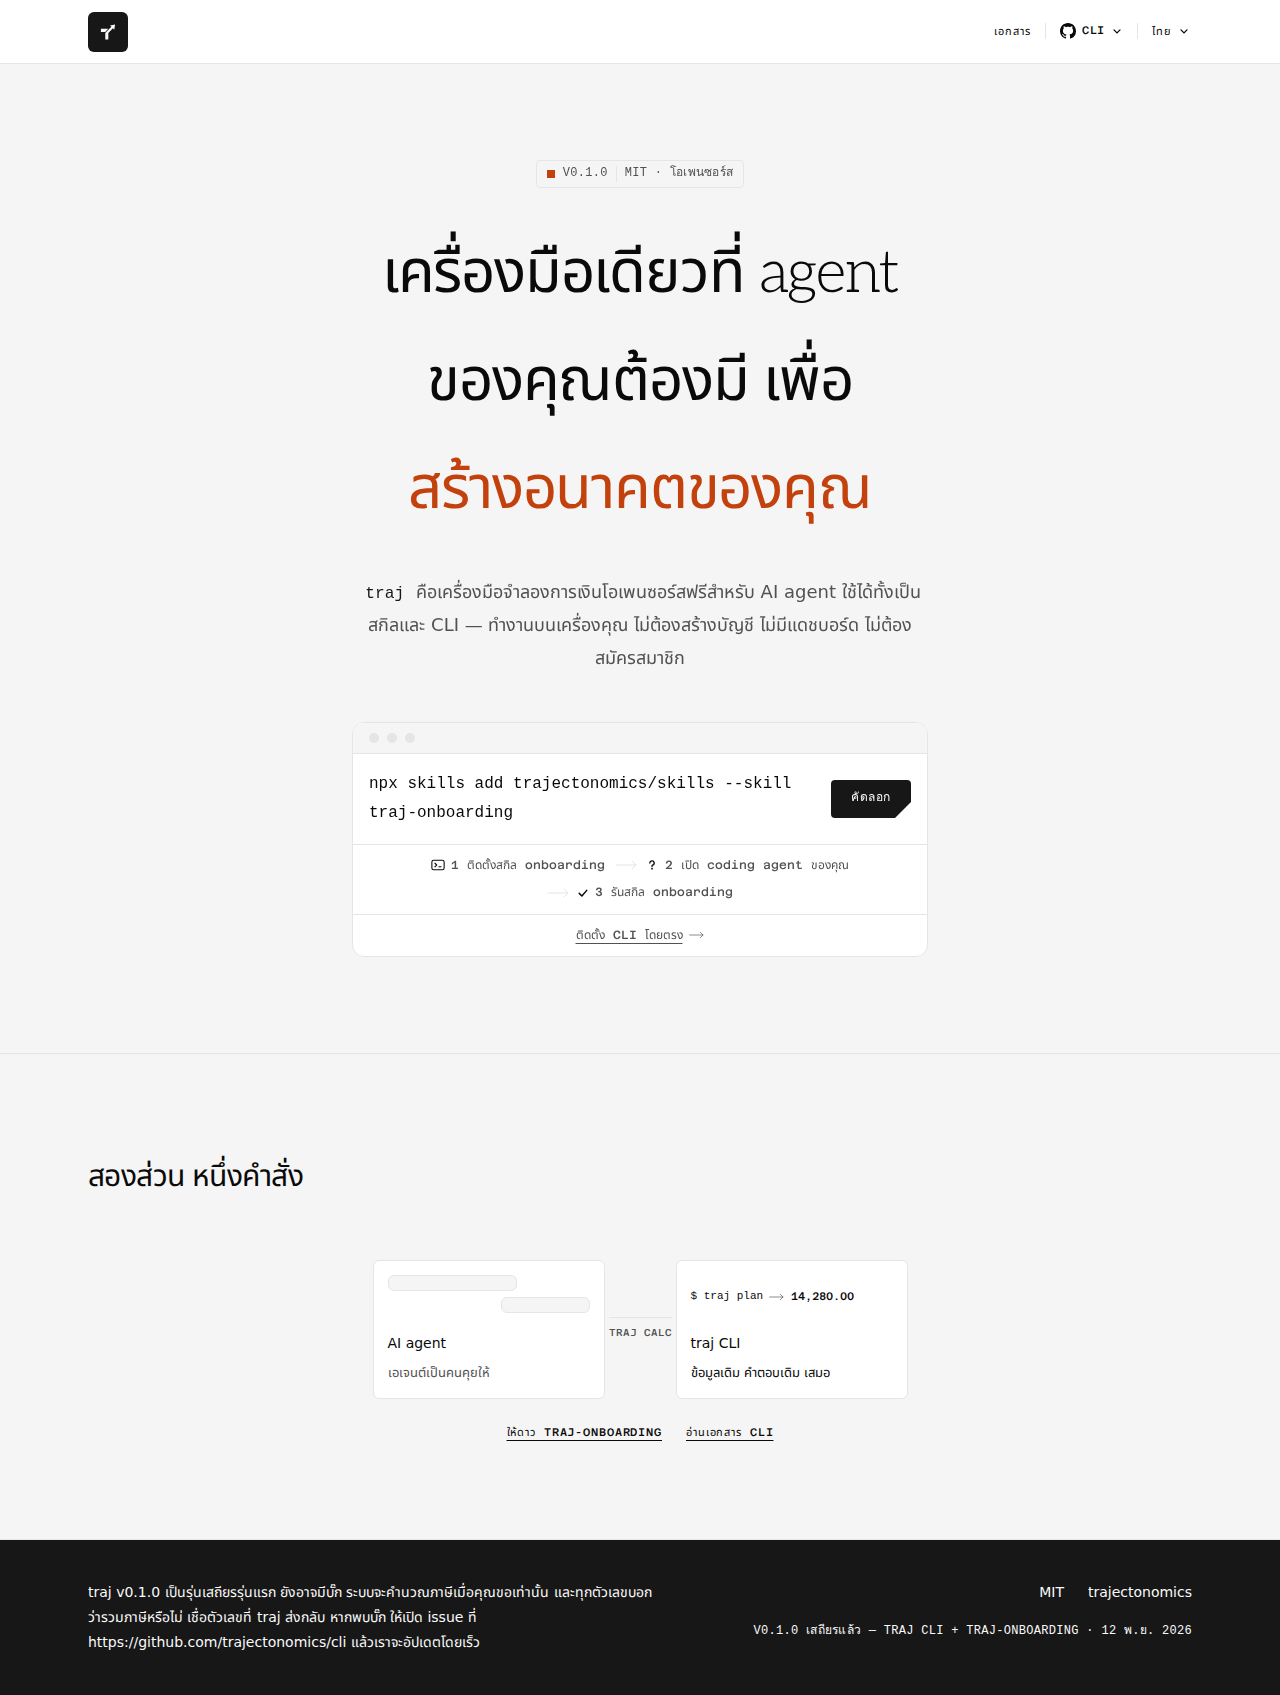 เอกสาร
CLI
ไทย
V0.1.0 MIT · โอเพนซอร์ส
เครื่องมือเดียวที่ agent
ของคุณต้องมี เพื่อ
สร้างอนาคตของคุณ
traj คือเครื่องมือจำลองการเงินโอเพนซอร์สฟรีสำหรับ AI agent ใช้ได้ทั้งเป็น
สกิลและ CLI — ทำงานบนเครื่องคุณ ไม่ต้องสร้างบัญชี ไม่มีแดชบอร์ด ไม่ต้อง
สมัครสมาชิก
npx skills add trajectonomics/skills --skill
traj-onboarding
คัดลอก
1 ติดตั้งสกิล onboarding → ? 2 เปิด coding agent ของคุณ
→ ✓ 3 รันสกิล onboarding
ติดตั้ง CLI โดยตรง →
สองส่วน หนึ่งคำสั่ง
AI agent
เอเจนต์เป็นคนคุยให้
TRAJ CALC
$ traj plan → 14,280.00
traj CLI
ข้อมูลเดิม คำตอบเดิม เสมอ
ให้ดาว TRAJ-ONBOARDING
อ่านเอกสาร CLI
traj v0.1.0 เป็นรุ่นเสถียรรุ่นแรก ยังอาจมีบั๊ก ระบบจะคำนวณภาษีเมื่อคุณขอเท่านั้น และทุกตัวเลขบอก
ว่ารวมภาษีหรือไม่ เชื่อตัวเลขที่ traj ส่งกลับ หากพบบั๊ก ให้เปิด issue ที่
https://github.com/trajectonomics/cli แล้วเราจะอัปเดตโดยเร็ว
MIT trajectonomics
V0.1.0 เสถียรแล้ว — TRAJ CLI + TRAJ-ONBOARDING · 12 พ.ย. 2026